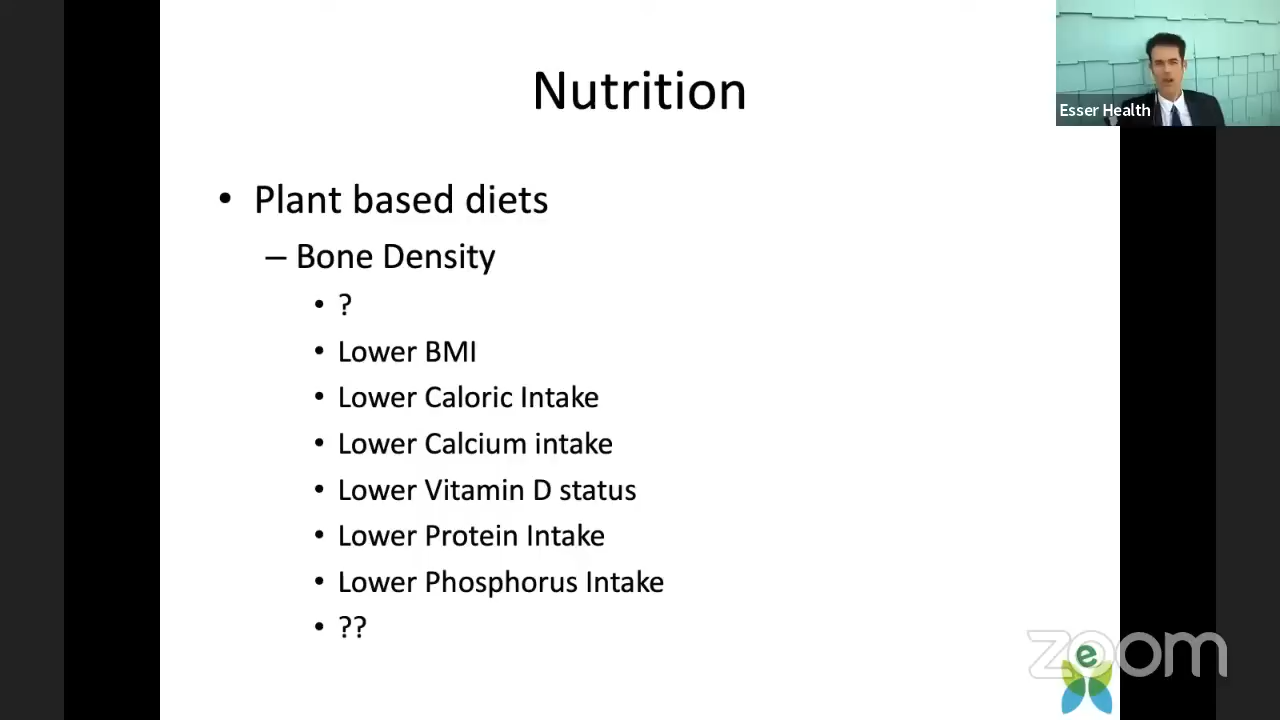 Nutrition
Esser Health
• Plant based diets
– Bone Density
• ?
• Lower BMI
• Lower Caloric Intake
• Lower Calcium intake
• Lower Vitamin D status
• Lower Protein Intake
• Lower Phosphorus Intake
• ??
zoom
e